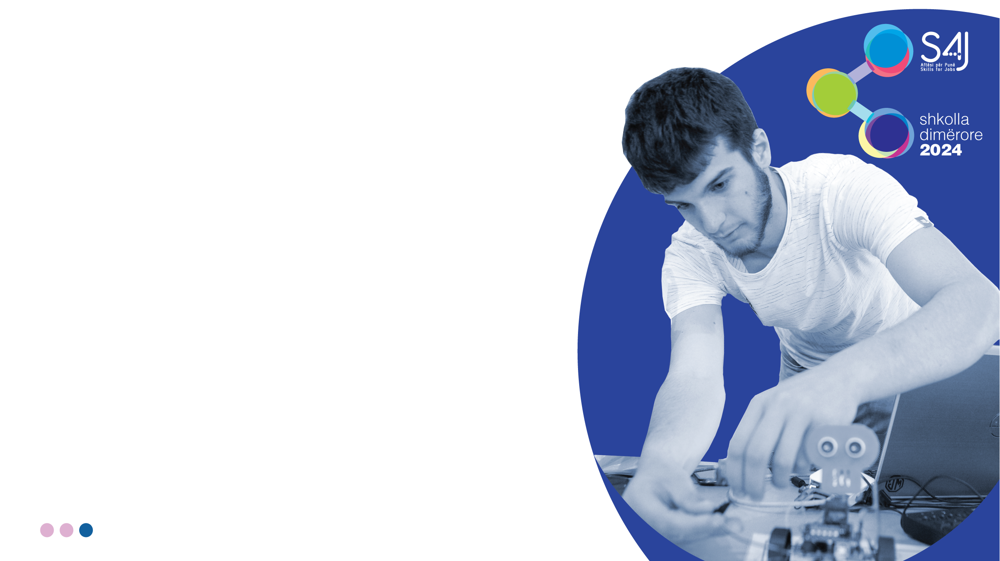 S4J
Aftësi për Punë
Skills for Jobs
shkolla
dimërore
2024